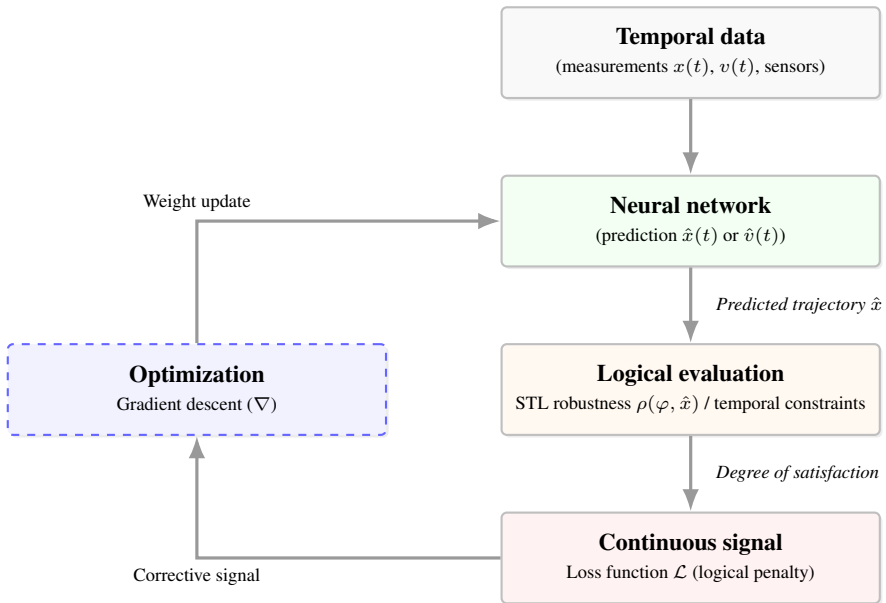 Temporal data
(measurements x(t), v(t), sensors)
Weight update
Neural network
(prediction x̂(t) or v̂(t))
Predicted trajectory x̂
Optimization
Gradient descent (∇)
Logical evaluation
STL robustness ρ(φ, x̂) / temporal constraints
Degree of satisfaction
Continuous signal
Loss function ℒ (logical penalty)
Corrective signal